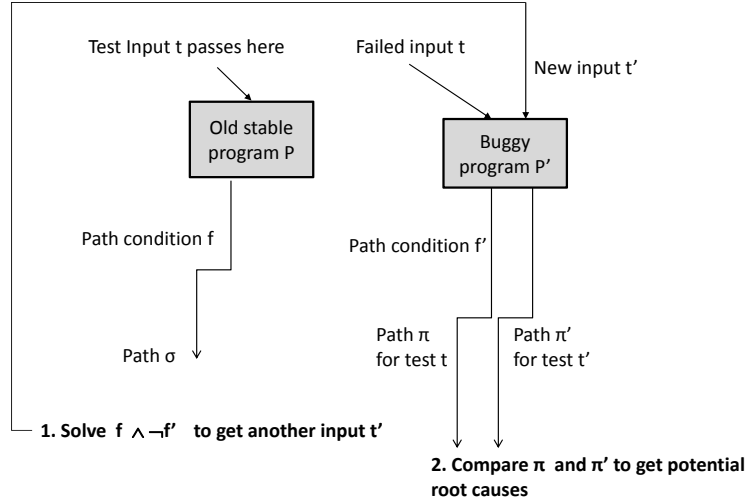 Test Input t passes here
Failed input t
New input t’
Old stable
program P
Buggy
program P’
Path condition f
Path condition f’
Path σ
Path π
for test t
Path π’
for test t’
1. Solve f ∧ ¬f’ to get another input t’
2. Compare π and π’ to get potential
root causes